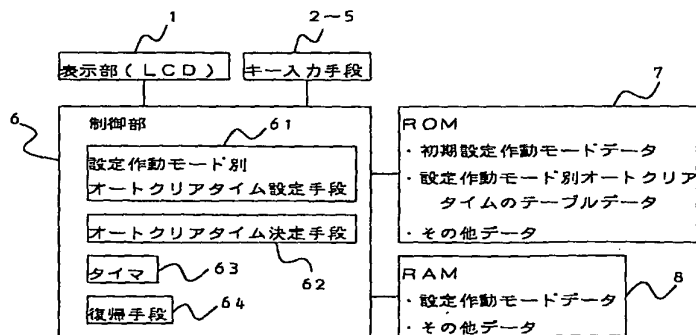 1
2～5
表示部(LCD)
キー入力手段
7
6
制御部
61
設定作動モード別
オートクリアタイム設定手段
オートクリアタイム決定手段
タイマ
63
62
復帰手段
64
ROM
・初期設定作動モードデータ
・設定作動モード別オートクリア
タイムのテーブルデータ
・その他データ
RAM
8
・設定作動モードデータ
・その他データ